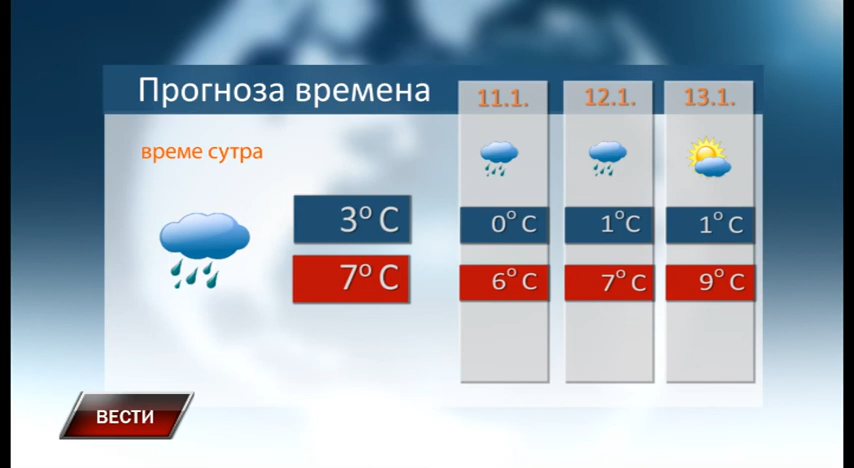 Прогноза времена
11.1. 12.1. 13.1.
време сутра
3° C
7° C
0° C 1°C 1° C
6° C 7° C 9° C
ВЕСТИ